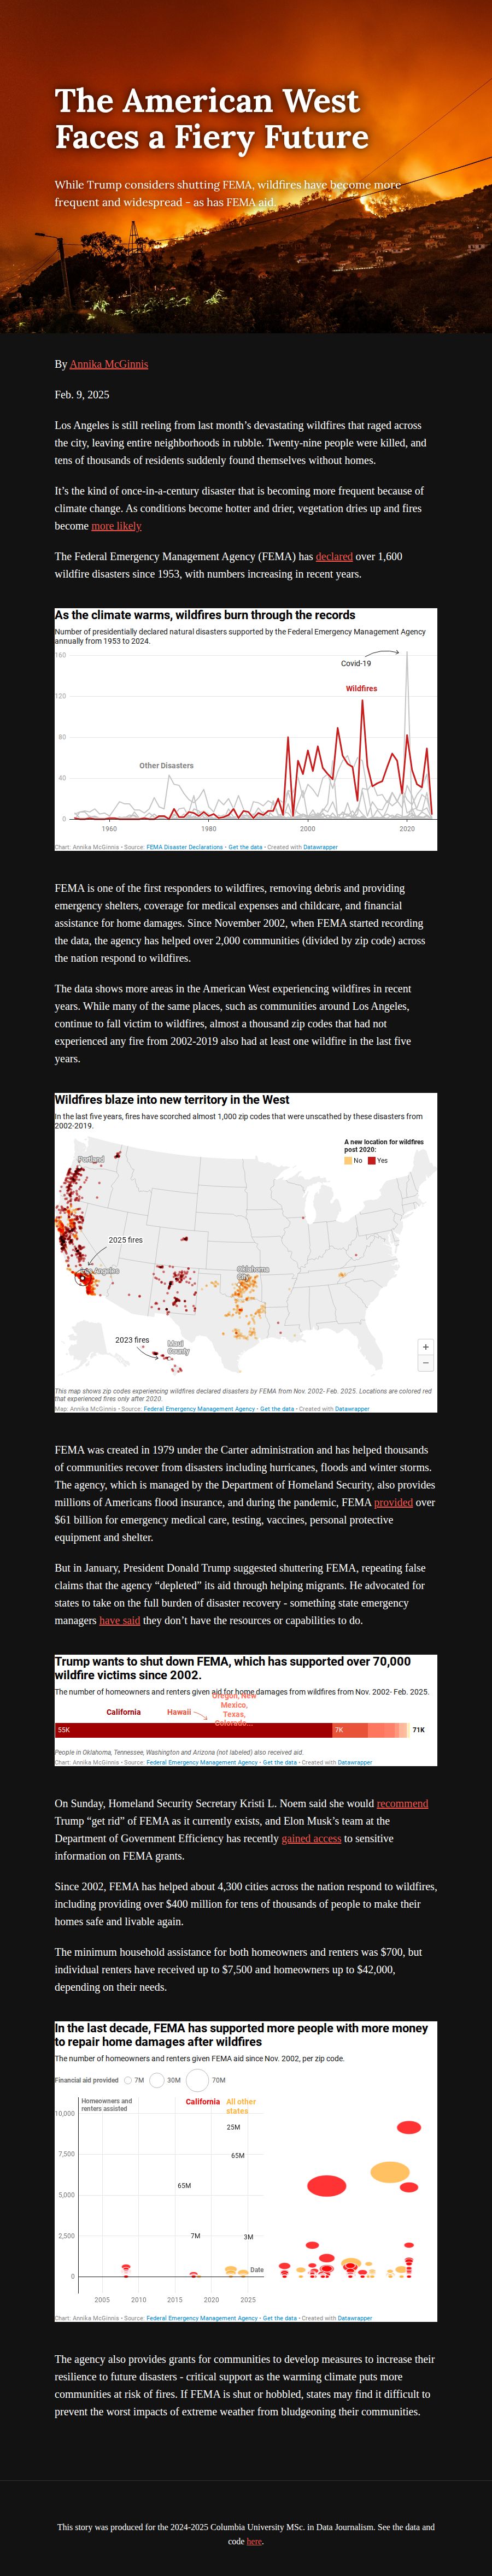 The American West
Faces a Fiery Future
While Trump considers shutting FEMA, wildfires have become more
frequent and widespread - as has FEMA aid.
By Annika McGinnis
Feb. 9, 2025
Los Angeles is still reeling from last month’s devastating wildfires that raged across
the city, leaving entire neighborhoods in rubble. Twenty-nine people were killed, and
tens of thousands of residents suddenly found themselves without homes.
It’s the kind of once-in-a-century disaster that is becoming more frequent because of
climate change. As conditions become hotter and drier, vegetation dries up and fires
become more likely
The Federal Emergency Management Agency (FEMA) has declared over 1,600
wildfire disasters since 1953, with numbers increasing in recent years.
As the climate warms, wildfires burn through the records
Number of presidentially declared natural disasters supported by the Federal Emergency Management Agency
annually from 1953 to 2024.
160
Covid-19
Wildfires
120
80
Other Disasters
40
0
1960 1980 2000 2020
Chart: Annika McGinnis • Source: FEMA Disaster Declarations • Get the data • Created with Datawrapper
FEMA is one of the first responders to wildfires, removing debris and providing
emergency shelters, coverage for medical expenses and childcare, and financial
assistance for home damages. Since November 2002, when FEMA started recording
the data, the agency has helped over 2,000 communities (divided by zip code) across
the nation respond to wildfires.
The data shows more areas in the American West experiencing wildfires in recent
years. While many of the same places, such as communities around Los Angeles,
continue to fall victim to wildfires, almost a thousand zip codes that had not
experienced any fire from 2002-2019 also had at least one wildfire in the last five
years.
Wildfires blaze into new territory in the West
In the last five years, fires have scorched almost 1,000 zip codes that were unscathed by these disasters from
2002-2019.
A new location for wildfires
post 2020:
No Yes
Portland
2025 fires
Los Angeles
Oklahoma
City
2023 fires
Maui
County
+
−
This map shows zip codes experiencing wildfires declared disasters by FEMA from Nov. 2002- Feb. 2025. Locations are colored red
that experienced fires only after 2020.
Map: Annika McGinnis • Source: Federal Emergency Management Agency • Get the data • Created with Datawrapper
FEMA was created in 1979 under the Carter administration and has helped thousands
of communities recover from disasters including hurricanes, floods and winter storms.
The agency, which is managed by the Department of Homeland Security, also provides
millions of Americans flood insurance, and during the pandemic, FEMA provided over
$61 billion for emergency medical care, testing, vaccines, personal protective
equipment and shelter.
But in January, President Donald Trump suggested shuttering FEMA, repeating false
claims that the agency “depleted” its aid through helping migrants. He advocated for
states to take on the full burden of disaster recovery - something state emergency
managers have said they don’t have the resources or capabilities to do.
Trump wants to shut down FEMA, which has supported over 70,000
wildfire victims since 2002.
The number of homeowners and renters given aid for home damages from wildfires from Nov. 2002- Feb. 2025.
California
Hawaii
Oregon, New
Mexico,
Texas,
Colorado...
55K 7K 71K
People in Oklahoma, Tennessee, Washington and Arizona (not labeled) also received aid.
Chart: Annika McGinnis • Source: Federal Emergency Management Agency • Get the data • Created with Datawrapper
On Sunday, Homeland Security Secretary Kristi L. Noem said she would recommend
Trump “get rid” of FEMA as it currently exists, and Elon Musk’s team at the
Department of Government Efficiency has recently gained access to sensitive
information on FEMA grants.
Since 2002, FEMA has helped about 4,300 cities across the nation respond to wildfires,
including providing over $400 million for tens of thousands of people to make their
homes safe and livable again.
The minimum household assistance for both homeowners and renters was $700, but
individual renters have received up to $7,500 and homeowners up to $42,000,
depending on their needs.
In the last decade, FEMA has supported more people with more money
to repair home damages after wildfires
The number of homeowners and renters given FEMA aid since Nov. 2002, per zip code.
Financial aid provided 7M 30M 70M
Homeowners and
renters assisted
California
All other
states
10,000
25M
7,500
65M
65M
5,000
2,500
7M
3M
Date
0
2005 2010 2015 2020 2025
Chart: Annika McGinnis • Source: Federal Emergency Management Agency • Get the data • Created with Datawrapper
The agency also provides grants for communities to develop measures to increase their
resilience to future disasters - critical support as the warming climate puts more
communities at risk of fires. If FEMA is shut or hobbled, states may find it difficult to
prevent the worst impacts of extreme weather from bludgeoning their communities.
This story was produced for the 2024-2025 Columbia University MSc. in Data Journalism. See the data and
code here.